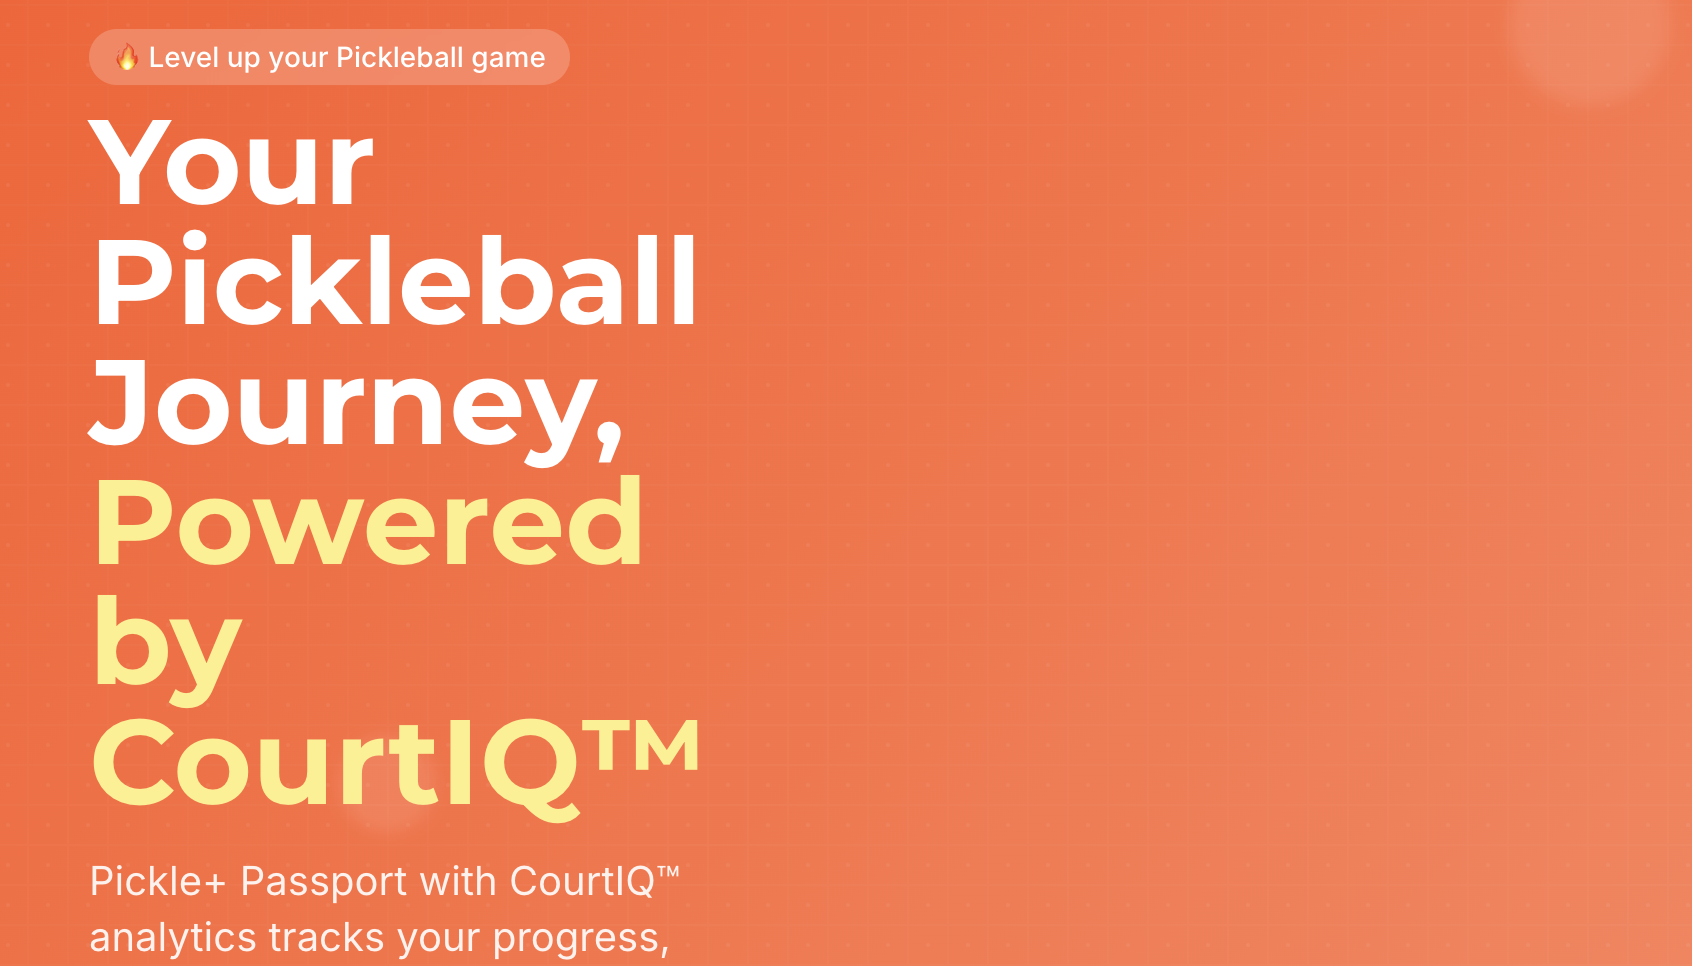 🔥 Level up your Pickleball game
Your
Pickleball
Journey,
Powered
by
CourtIQ™
Pickle+ Passport with CourtIQ™
analytics tracks your progress,